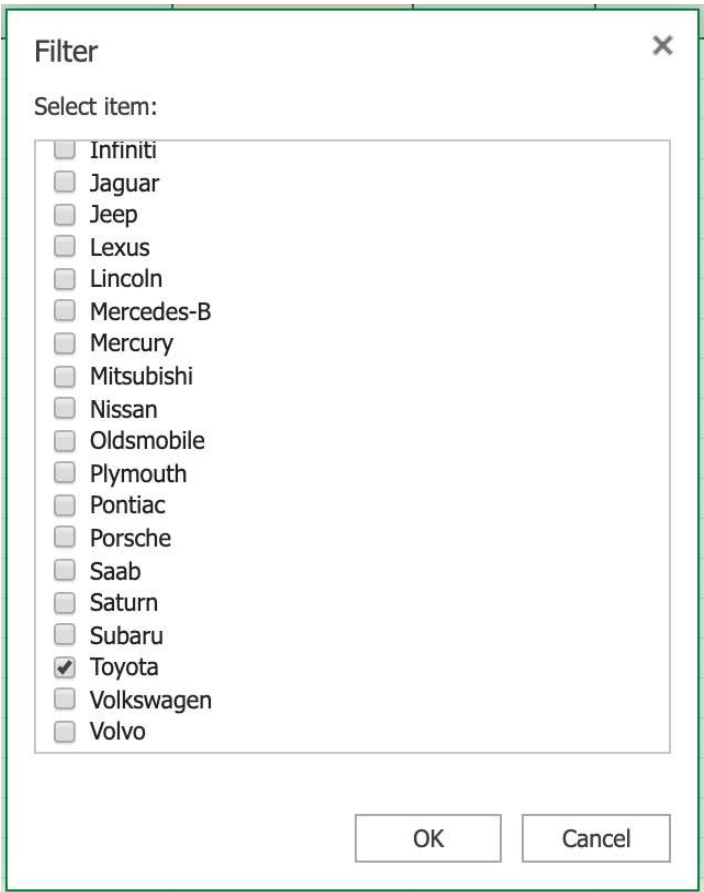 Filter
Select item:
Infiniti
Jaguar
Jeep
Lexus
Lincoln
Mercedes-B
Mercury
Mitsubishi
Nissan
Oldsmobile
Plymouth
Pontiac
Porsche
Saab
Saturn
Subaru
Toyota
Volkswagen
Volvo
OK Cancel